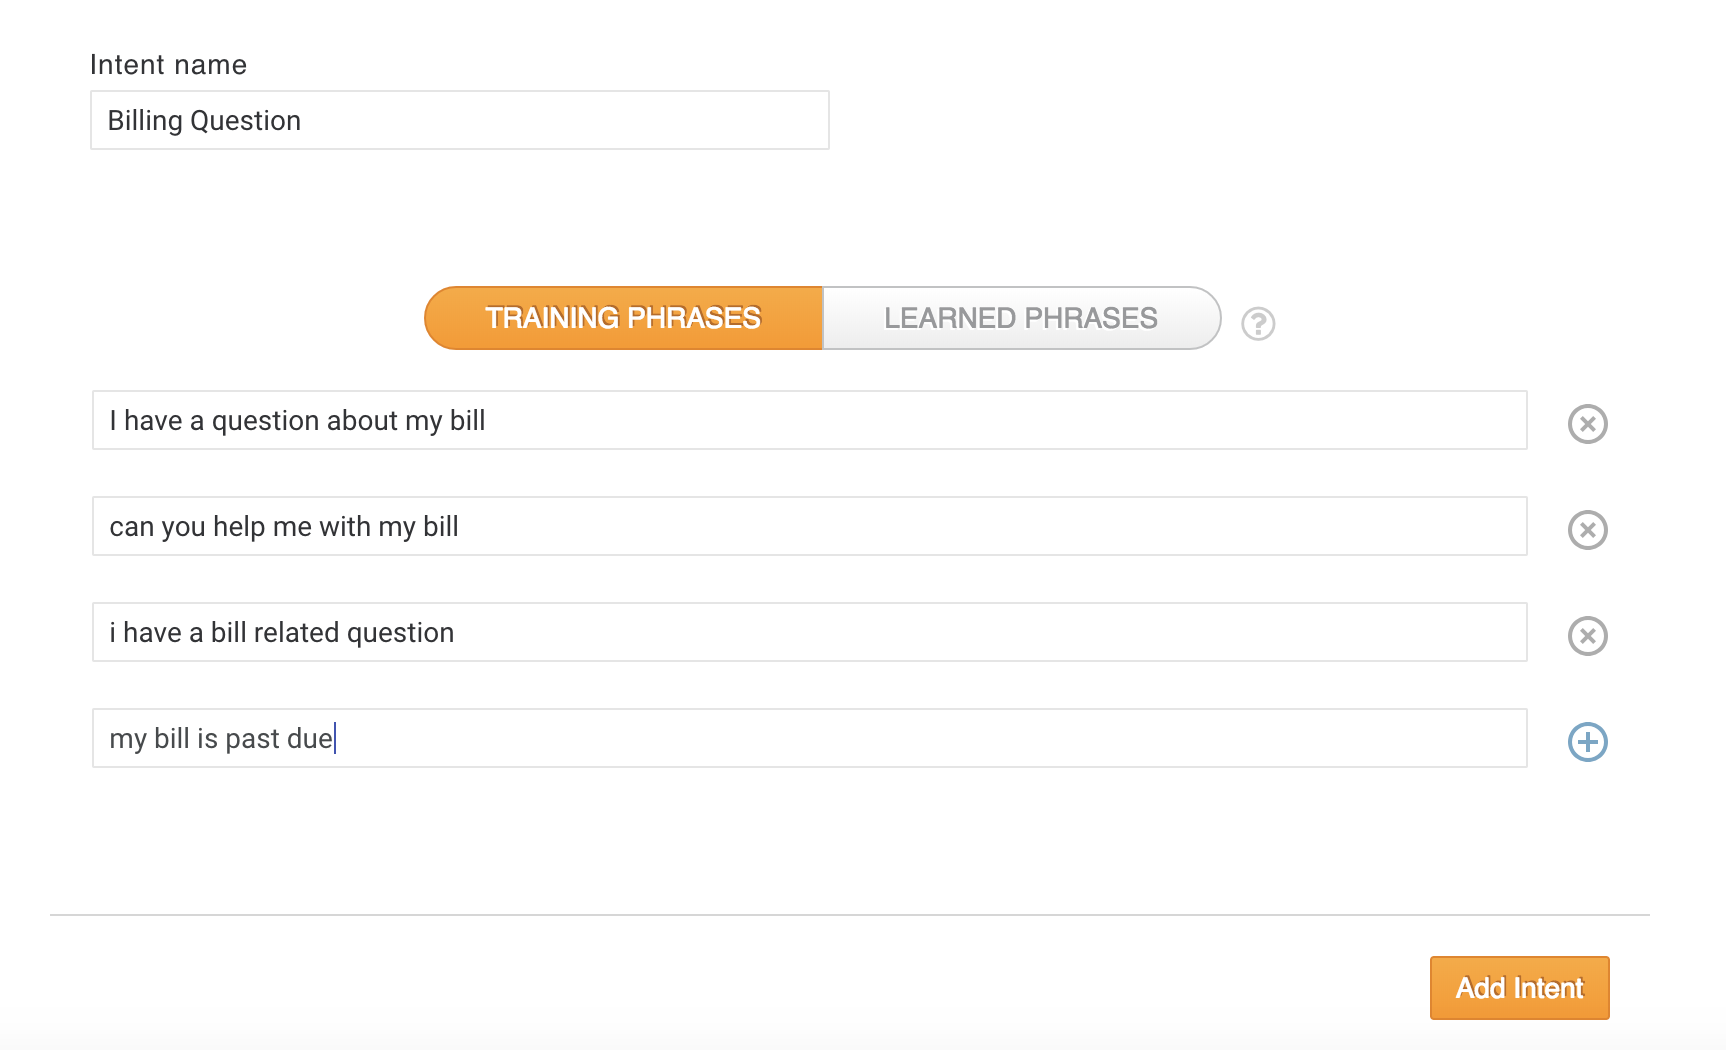 Intent name
Billing Question
TRAINING PHRASES
LEARNED PHRASES
?
I have a question about my bill
can you help me with my bill
i have a bill related question
my bill is past due
Add Intent